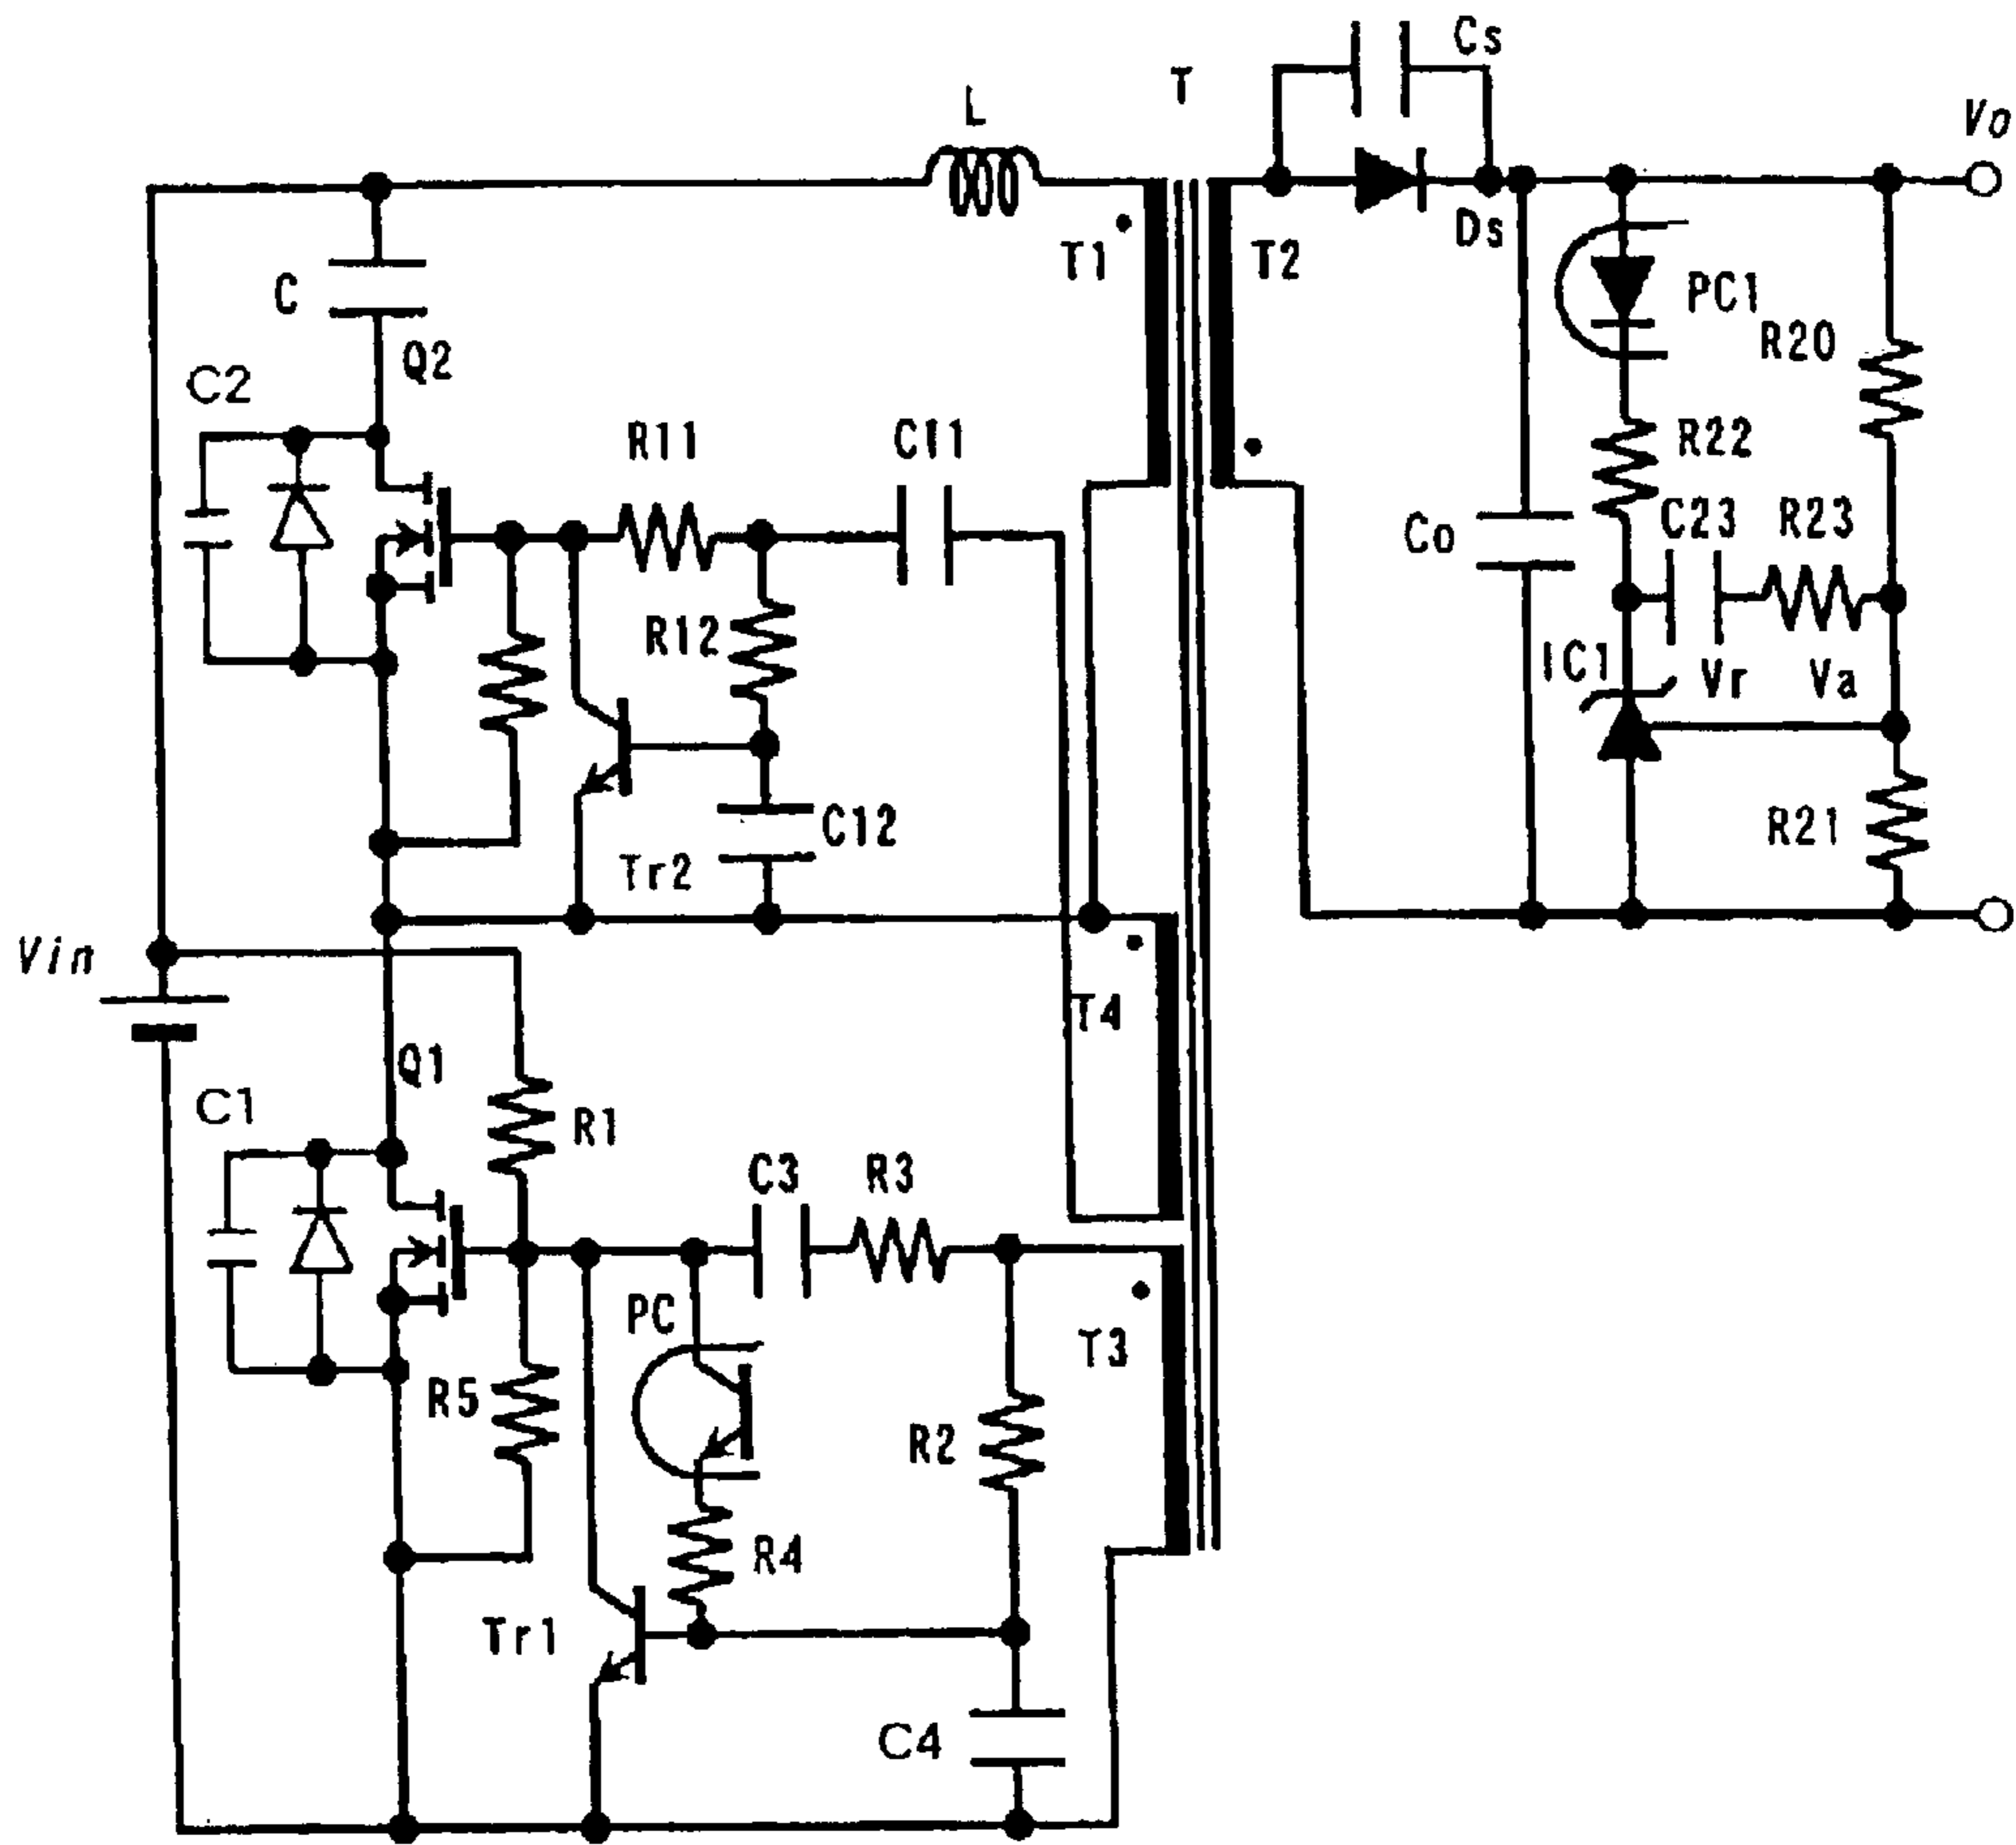 Cs
T
Vo
L
T1
T2
Ds
C
PC1
R20
Q2
C2
R11
C11
R22
C23
R23
Co
R12
IC1
Vr
Va
R21
C12
Tr2
Vin
T4
Q1
C1
R1
C3
R3
PC
T3
R5
R2
R4
Tr1
C4